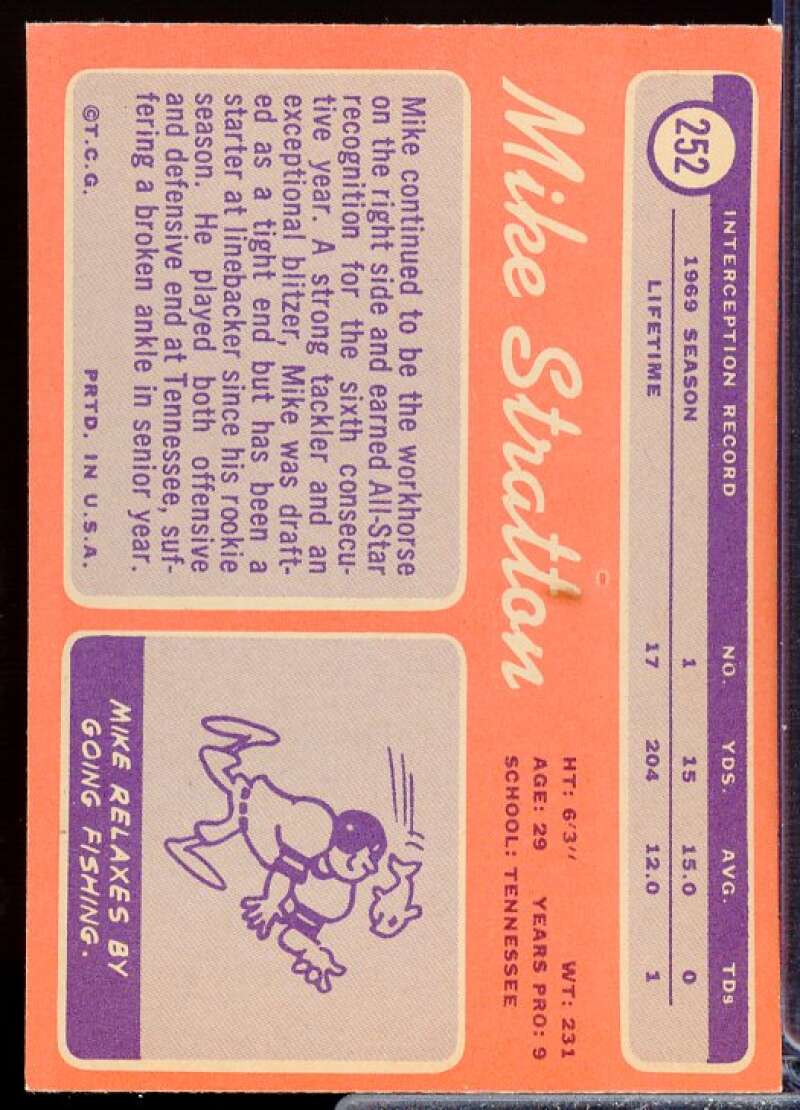 252
INTERCEPTION RECORD NO. YDS. AVG. TDs
1969 SEASON 1 15 15.0 0
LIFETIME 17 204 12.0 1
Mike Stratton
HT: 6'3" WT: 231
AGE: 29 YEARS PRO: 9
SCHOOL: TENNESSEE
Mike continued to be the workhorse
on the right side and earned All-Star
recognition for the sixth consecu-
tive year. A strong tackler and an
exceptional blitzer, Mike was draft-
ed as a tight end but has been a
starter at linebacker since his rookie
season. He played both offensive
and defensive end at Tennessee, suf-
fering a broken ankle in senior year.
©T.C.G. PRTD. IN U.S.A.
MIKE RELAXES BY
GOING FISHING.